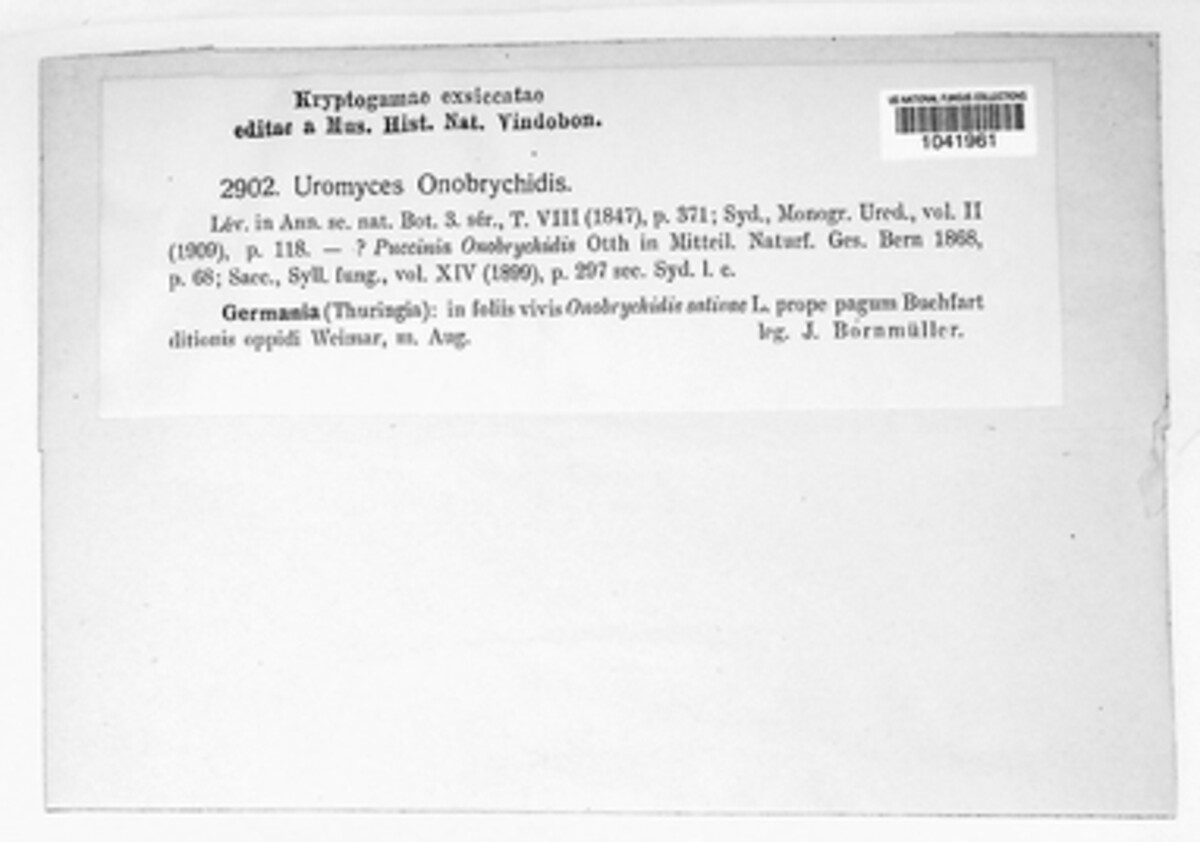 Kryptogamae exsiccatae
editae a Mus. Hist. Nat. Vindobon.
US NATIONAL FUNGUS COLLECTIONS
1041961
2902. Uromyces Onobrychidis.
Lév. in Ann. sc. nat. Bot. 3. sér., T. VIII (1847), p. 371; Syd., Monogr. Ured., vol. II
(1909), p. 118. — ? Puccinia Onobrychidis Otth in Mitteil. Naturf. Ges. Bern 1868,
p. 68; Sacc., Syll. fung., vol. XIV (1899), p. 297 sec. Syd. l. c.
Germania (Thuringia): in foliis vivis Onobrychidis sativae L. prope pagum Buchfart
ditionis oppidi Weimar, m. Aug. leg. J. Bornmüller.